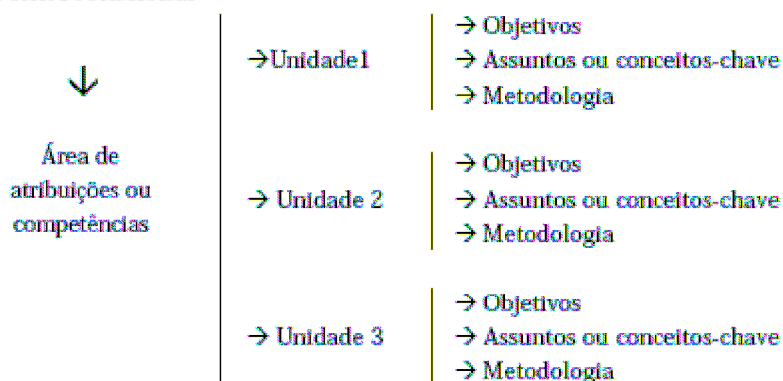 ↓
Área de
atribuições ou
competências
→Unidade1
→ Objetivos
→ Assuntos ou conceitos-chave
→ Metodologia
→ Unidade 2
→ Objetivos
→ Assuntos ou conceitos-chave
→ Metodologia
→ Unidade 3
→ Objetivos
→ Assuntos ou conceitos-chave
→ Metodologia